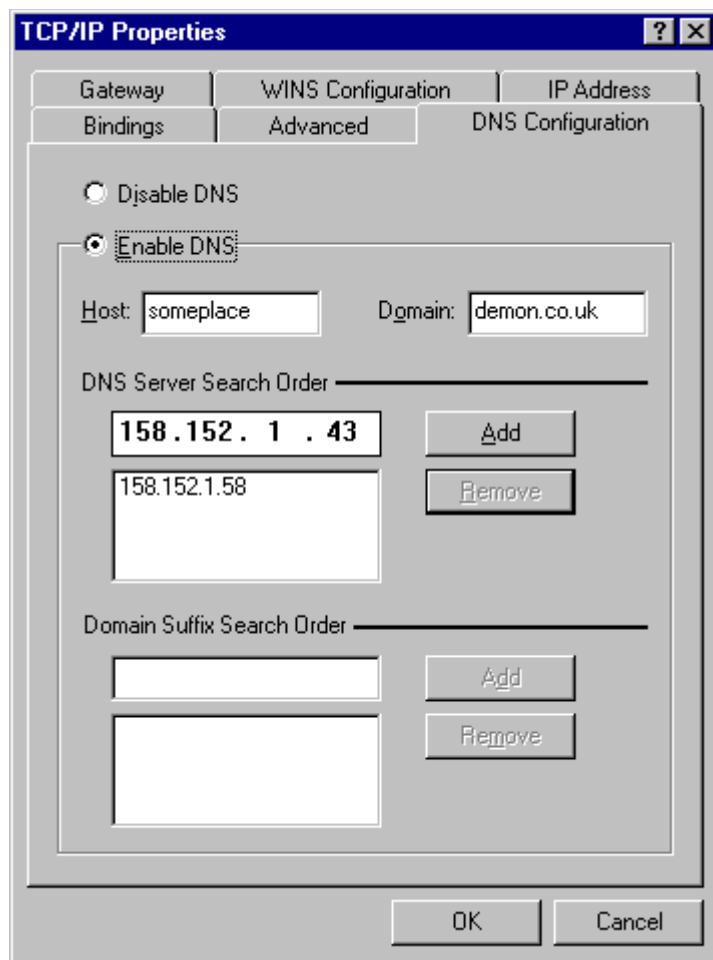 TCP/IP Properties
Gateway WINS Configuration IP Address
Bindings Advanced DNS Configuration
Disable DNS
Enable DNS
Host: someplace Domain: demon.co.uk
DNS Server Search Order
158.152. 1 . 43 Add
158.152.1.58 Remove
Domain Suffix Search Order
Add
Remove
OK Cancel